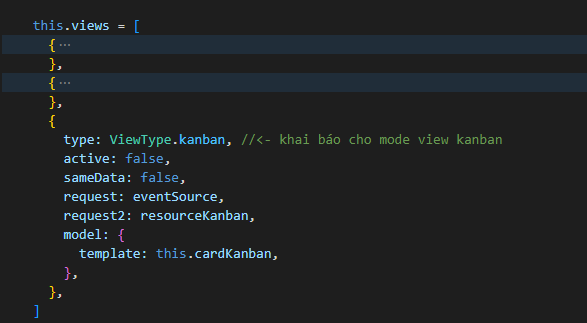 this.views = [
{ ···
},
{ ···
},
{
type: ViewType.kanban, //<- khai báo cho mode view kanban
active: false,
sameData: false,
request: eventSource,
request2: resourceKanban,
model: {
template: this.cardKanban,
},
},
]